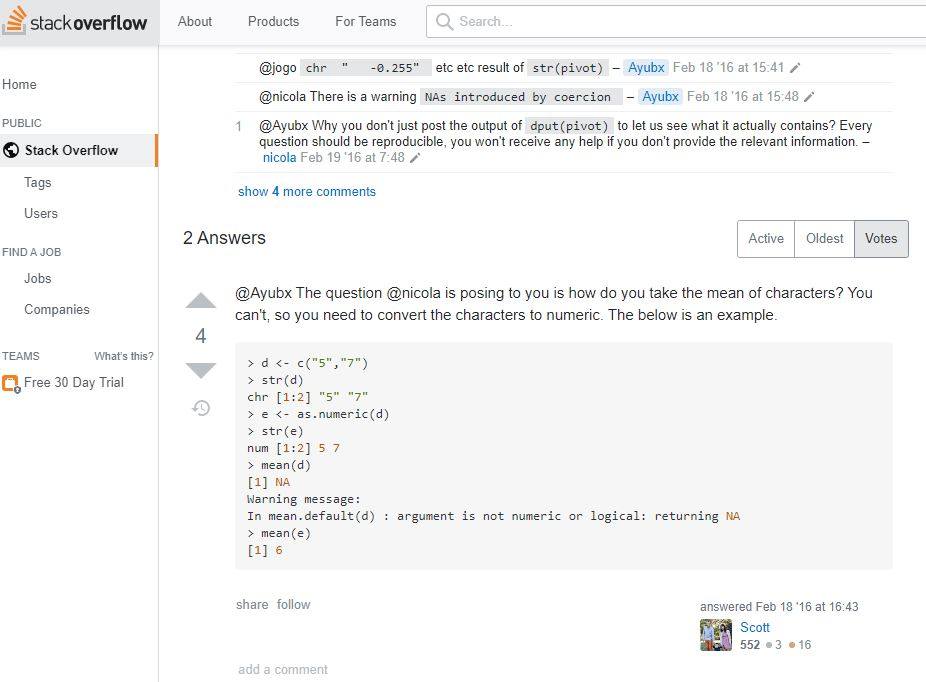 stackoverflow
About
Products
For Teams
Search...
Home
PUBLIC
Stack Overflow
Tags
Users
FIND A JOB
Jobs
Companies
TEAMS
What's this?
Free 30 Day Trial
@jogo chr " -0.255" etc etc result of str(pivot) – Ayubx Feb 18 '16 at 15:41
@nicola There is a warning NAs introduced by coercion – Ayubx Feb 18 '16 at 15:48
1 @Ayubx Why you don't just post the output of dput(pivot) to let us see what it actually contains? Every
question should be reproducible, you won't receive any help if you don't provide the relevant information. –
nicola Feb 19 '16 at 7:48
show 4 more comments
2 Answers
Active
Oldest
Votes
4
@Ayubx The question @nicola is posing to you is how do you take the mean of characters? You
can't, so you need to convert the characters to numeric. The below is an example.
> d <- c("5","7")
> str(d)
chr [1:2] "5" "7"
> e <- as.numeric(d)
> str(e)
num [1:2] 5 7
> mean(d)
[1] NA
Warning message:
In mean.default(d) : argument is not numeric or logical: returning NA
> mean(e)
[1] 6
share follow
answered Feb 18 '16 at 16:43
Scott
552 ●3 ●16
add a comment